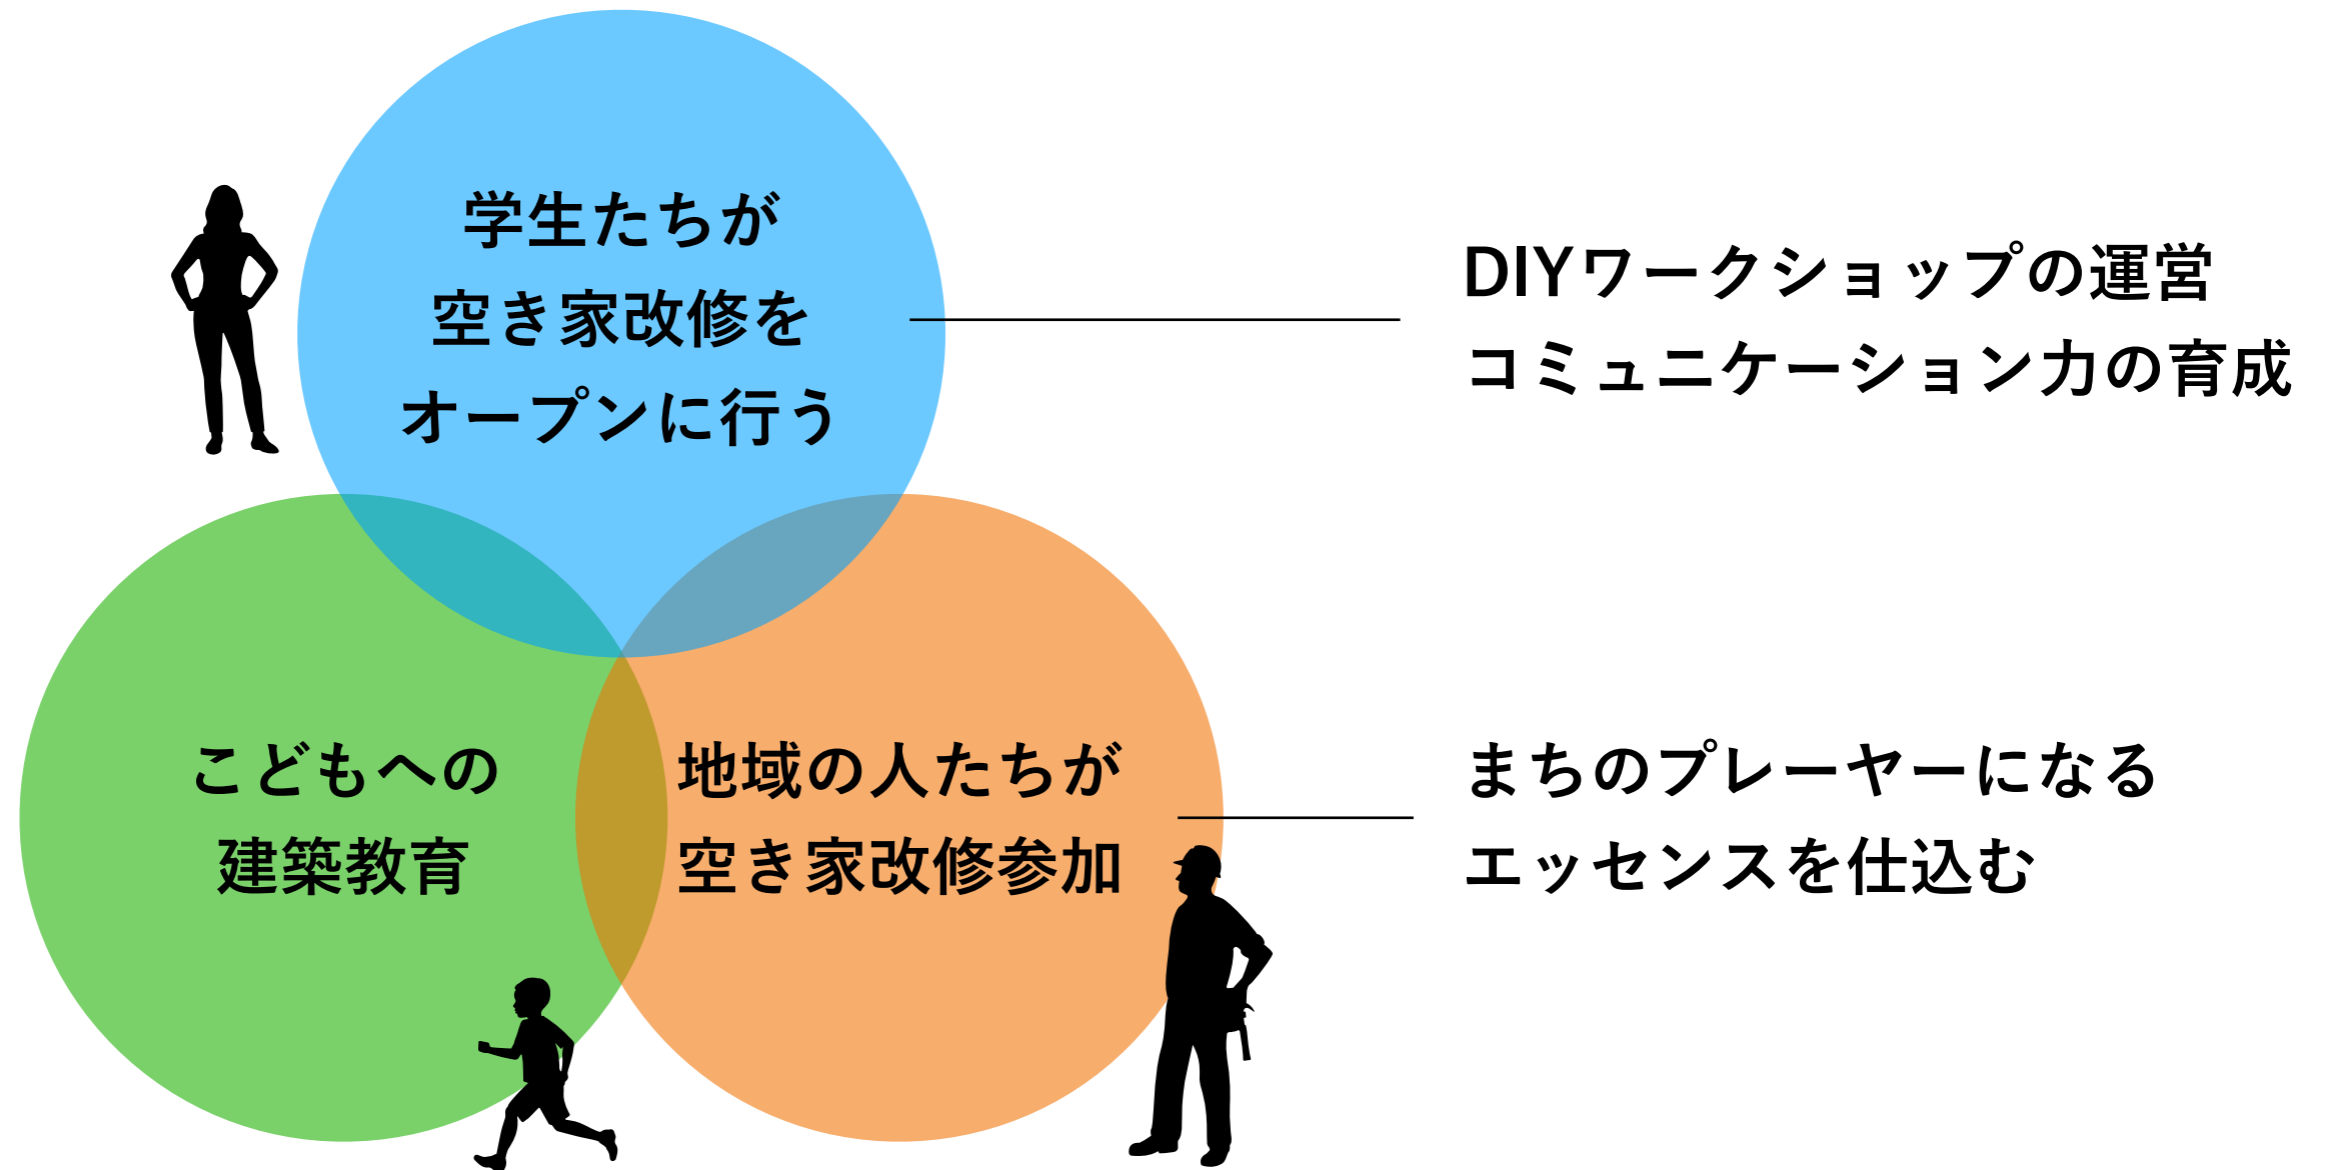 学生たちが
空き家改修を
オープンに行う
DIYワークショップの運営
コミュニケーション力の育成
こどもへの
建築教育
地域の人たちが
空き家改修参加
まちのプレーヤーになる
エッセンスを仕込む